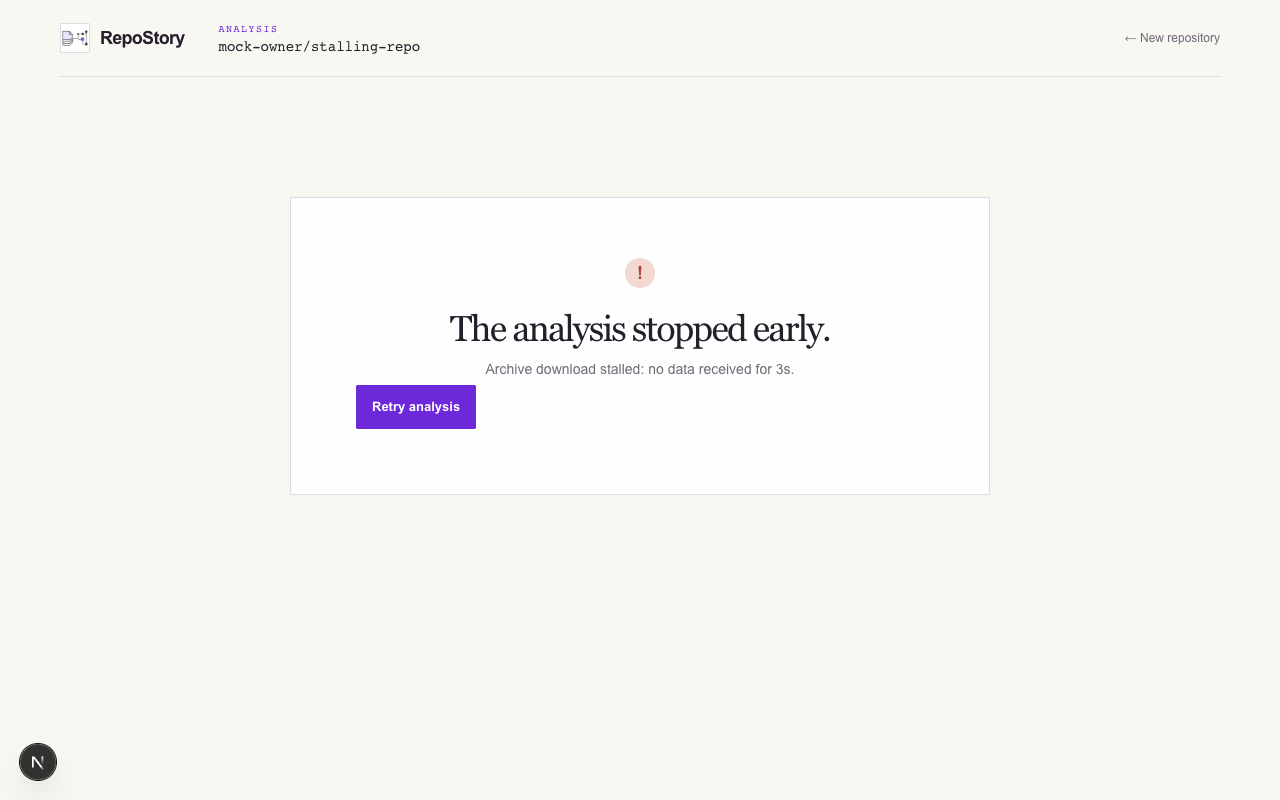 RepoStory
ANALYSIS
mock-owner/stalling-repo
← New repository
!
The analysis stopped early.
Archive download stalled: no data received for 3s.
Retry analysis
N